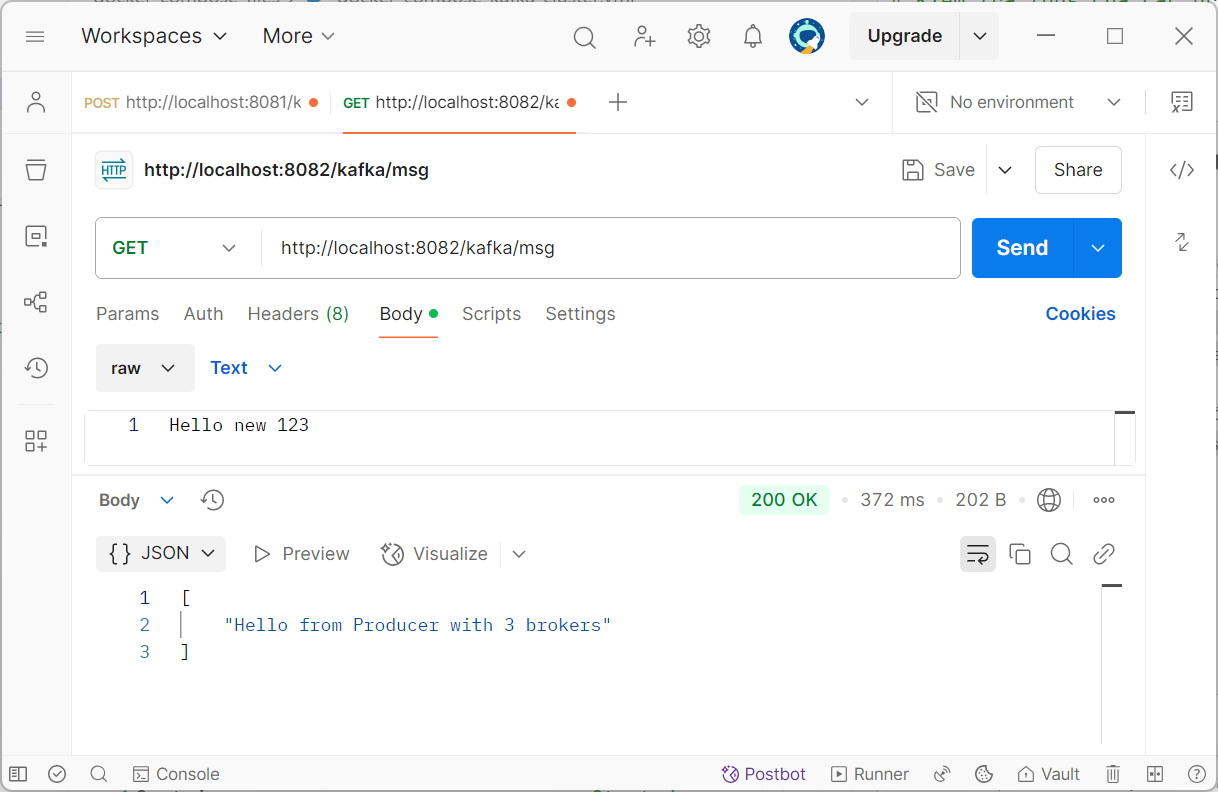 Workspaces More Upgrade
POST http://localhost:8081/k GET http://localhost:8082/ka No environment
HTTP http://localhost:8082/kafka/msg Save Share
GET http://localhost:8082/kafka/msg Send
Params Auth Headers (8) Body Scripts Settings Cookies
raw Text
1 Hello new 123
Body 200 OK 372 ms 202 B
{} JSON Preview Visualize
1 [
2 "Hello from Producer with 3 brokers"
3 ]
Console Postbot Runner Vault